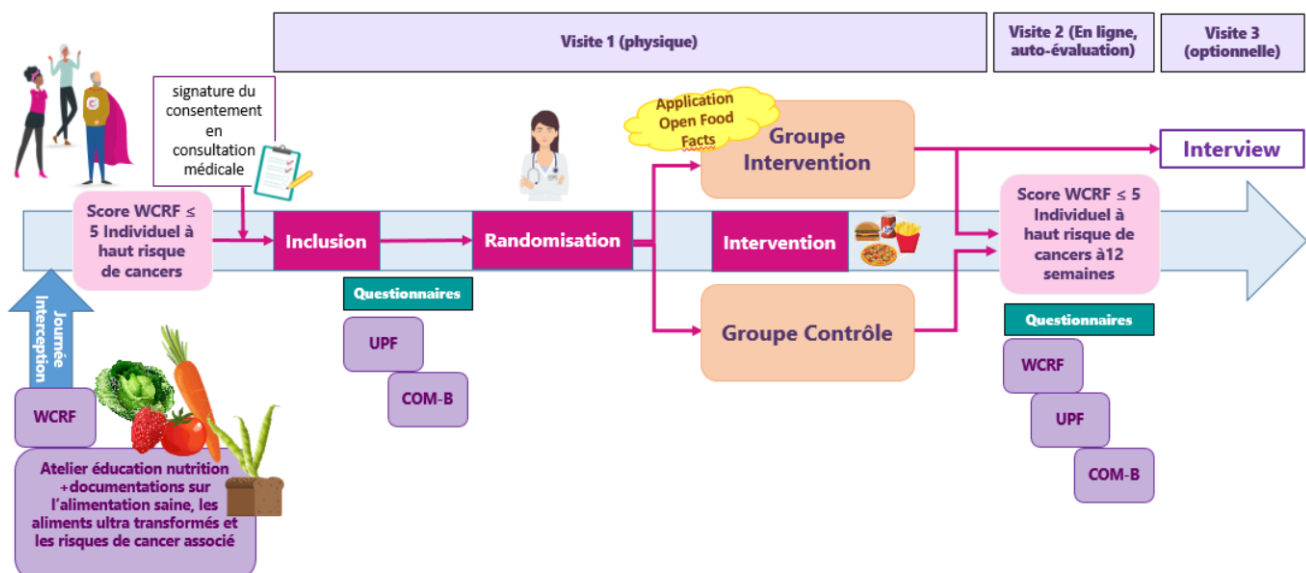 Visite 1 (physique)
Visite 2 (En ligne,
auto-évaluation)
Visite 3
(optionnelle)
signature du
consentement
en
consultation
médicale
Application
Open Food
Facts
Groupe
Intervention
Interview
Score WCRF ≤
5 Individuel à
haut risque
de cancers
Inclusion
Randomisation
Intervention
Score WCRF ≤ 5
Individuel à
haut risque de
cancers à12
semaines
Journée
Interception
Questionnaires
UPF
COM-B
Groupe Contrôle
Questionnaires
WCRF
UPF
COM-B
WCRF
Atelier éducation nutrition
+documentations sur
l’alimentation saine, les
aliments ultra transformés et
les risques de cancer associé